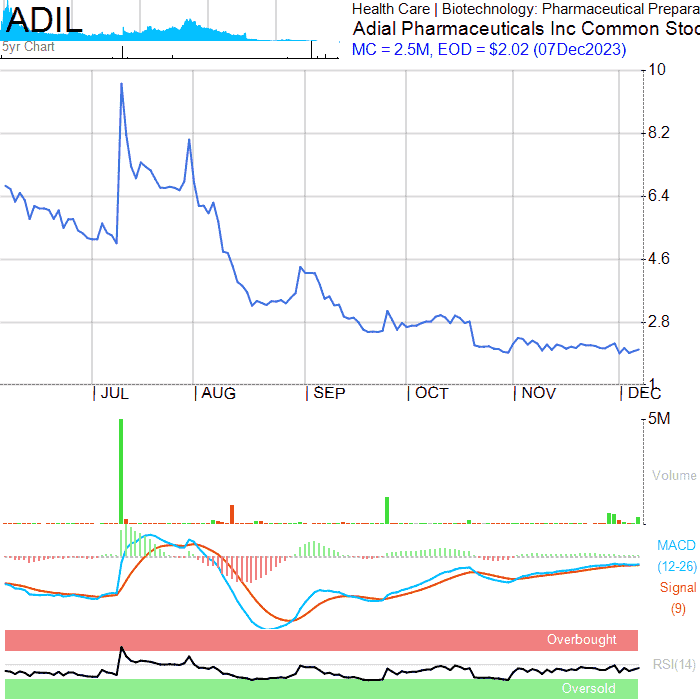 ADIL
5yr Chart
Health Care | Biotechnology: Pharmaceutical Prepara
Adial Pharmaceuticals Inc Common Stoc
MC = 2.5M, EOD = $2.02 (07Dec2023)
10
8.2
6.4
4.6
2.8
1
JUL AUG SEP OCT NOV DEC
5M
Volume
MACD
(12-26)
Signal
(9)
Overbought
RSI(14)
Oversold